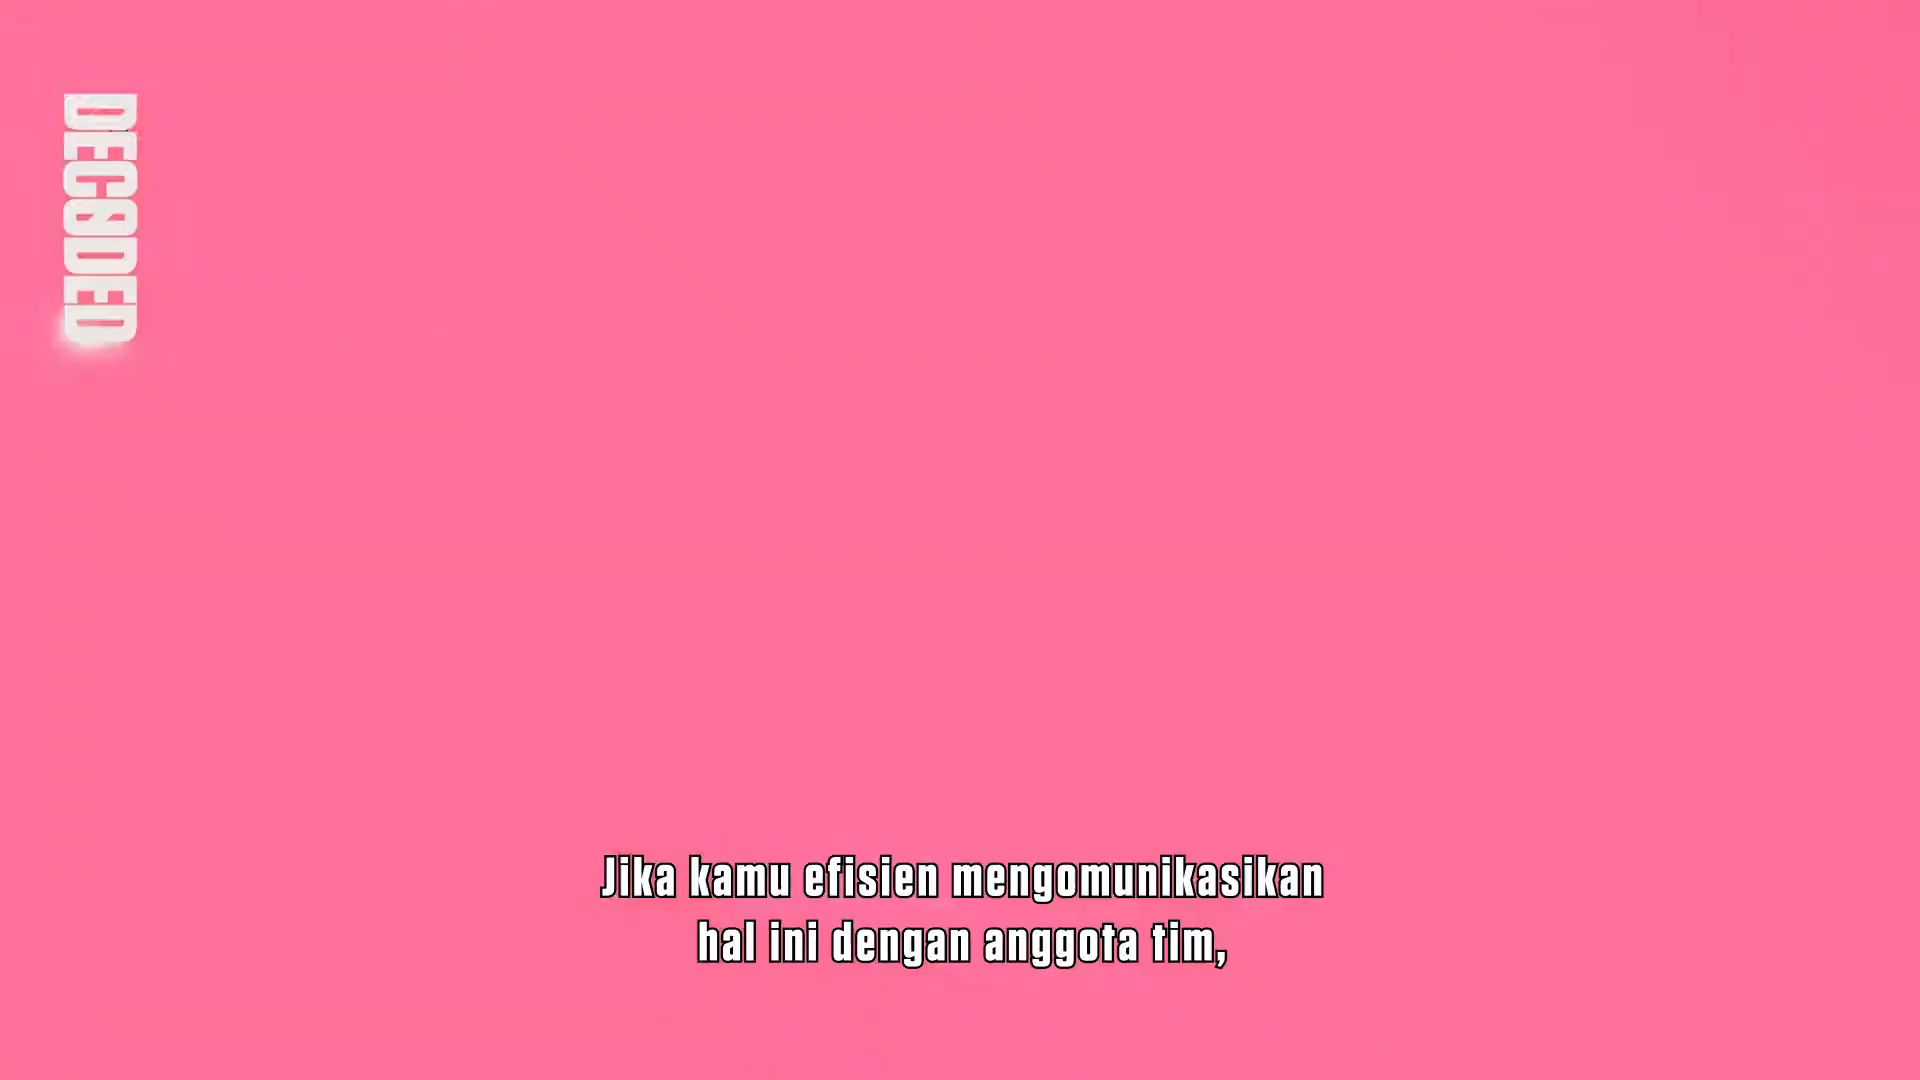 DECODED
Jika kamu efisien mengomunikasikan
hal ini dengan anggota tim,